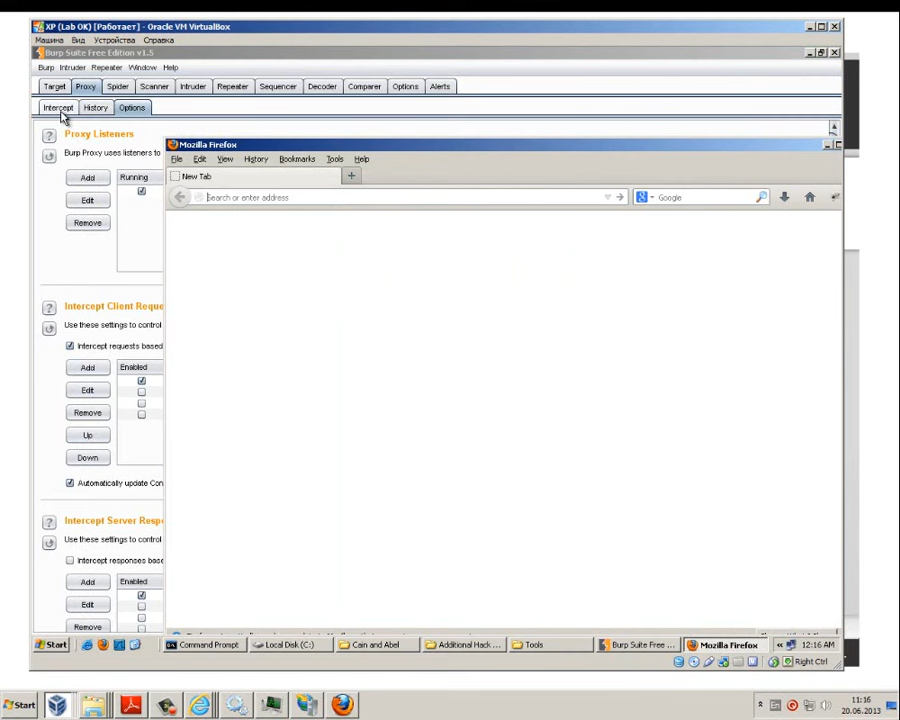 XP (Lab OK) [Работает] - Oracle VM VirtualBox
Машина Вид Устройства Справка
Burp Suite Free Edition v1.5
Burp Intruder Repeater Window Help
Target Proxy Spider Scanner Intruder Repeater Sequencer Decoder Comparer Options Alerts
Intercept History Options
Proxy Listeners
Burp Proxy uses listeners to
Add Running
Edit
Remove
Mozilla Firefox
File Edit View History Bookmarks Tools Help
New Tab
Search or enter address
Google
Intercept Client Reque
Use these settings to control
Intercept requests based
Add Enabled
Edit
Remove
Up
Down
Automatically update Con
Intercept Server Resp
Use these settings to control
Intercept responses base
Add Enabled
Edit
Remove
Start Command Prompt Local Disk (C:) Cain and Abel Additional Hack ... Tools Burp Suite Free ... Mozilla Firefox 12:16 AM
Right Ctrl
Start
11:16
20.06.2013